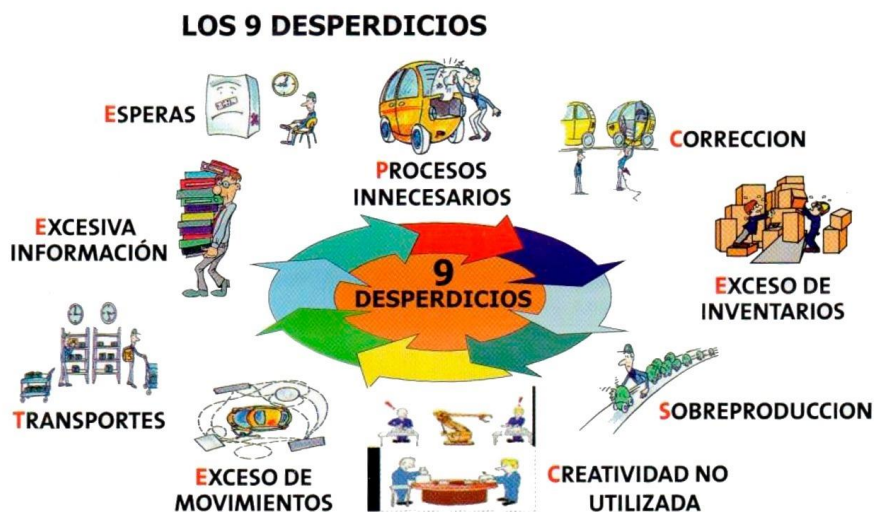 LOS 9 DESPERDICIOS
ESPERAS
PROCESOS
INNECESARIOS
CORRECCION
EXCESIVA
INFORMACIÓN
9
DESPERDICIOS
EXCESO DE
INVENTARIOS
TRANSPORTES
SOBREPRODUCCION
EXCESO DE
MOVIMIENTOS
CREATIVIDAD NO
UTILIZADA